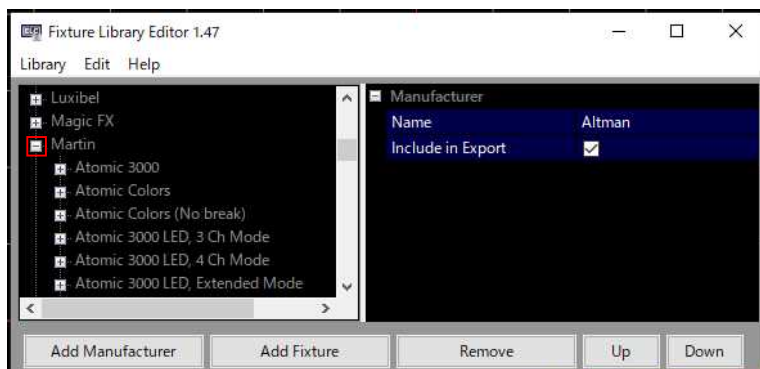 Fixture Library Editor 1.47
Library Edit Help
Luxibel
Magic FX
Martin
Atomic 3000
Atomic Colors
Atomic Colors (No break)
Atomic 3000 LED, 3 Ch Mode
Atomic 3000 LED, 4 Ch Mode
Atomic 3000 LED, Extended Mode
Manufacturer
Name Altman
Include in Export
Add Manufacturer Add Fixture Remove Up Down